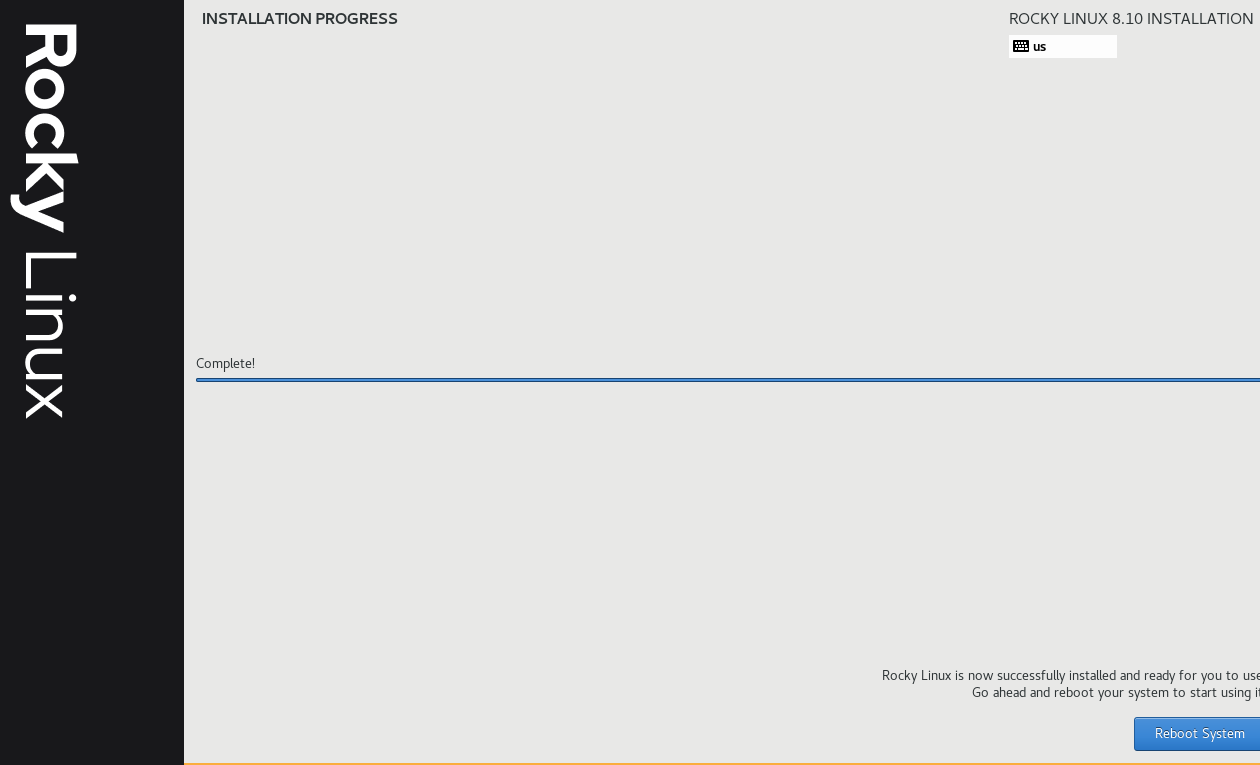 Rocky Linux
INSTALLATION PROGRESS
ROCKY LINUX 8.10 INSTALLATION
us
Complete!
Rocky Linux is now successfully installed and ready for you to use
Go ahead and reboot your system to start using it
Reboot System